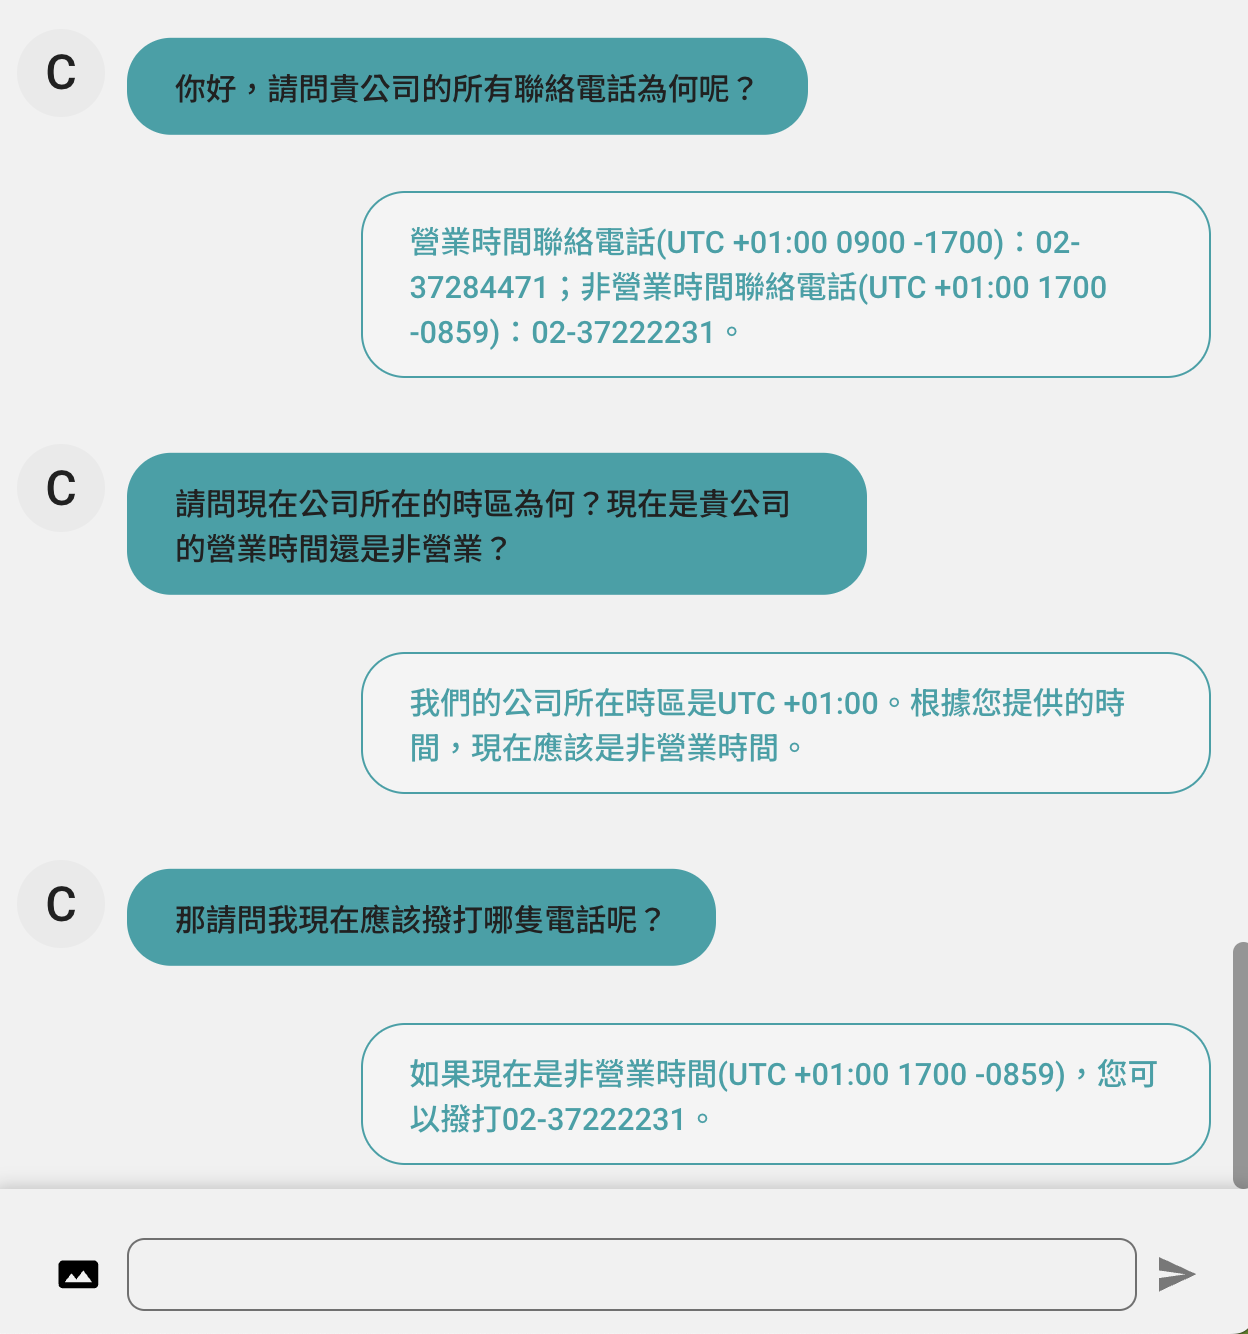 C
你好，請問貴公司的所有聯絡電話為何呢？
營業時間聯絡電話(UTC +01:00 0900 -1700)：02-
37284471；非營業時間聯絡電話(UTC +01:00 1700
-0859)：02-37222231。
C
請問現在公司所在的時區為何？現在是貴公司
的營業時間還是非營業？
我們的公司所在時區是UTC +01:00。根據您提供的時
間，現在應該是非營業時間。
C
那請問我現在應該撥打哪隻電話呢？
如果現在是非營業時間(UTC +01:00 1700 -0859)，您可
以撥打02-37222231。